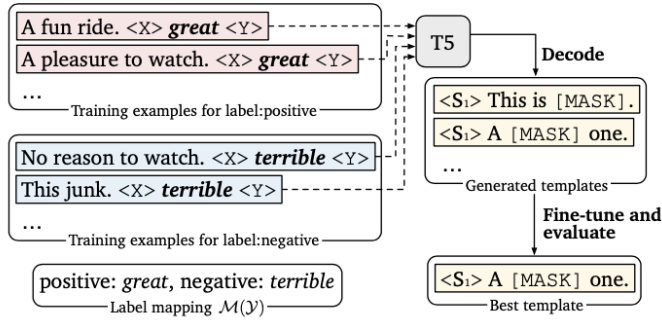 A fun ride. <X> great <Y>
A pleasure to watch. <X> great <Y>
...
Training examples for label:positive
No reason to watch. <X> terrible <Y>
This junk. <X> terrible <Y>
...
Training examples for label:negative
positive: great, negative: terrible
Label mapping M(Y)
T5
Decode
<S₁> This is [MASK].
<S₁> A [MASK] one.
...
Generated templates
Fine-tune and
evaluate
<S₁> A [MASK] one.
Best template